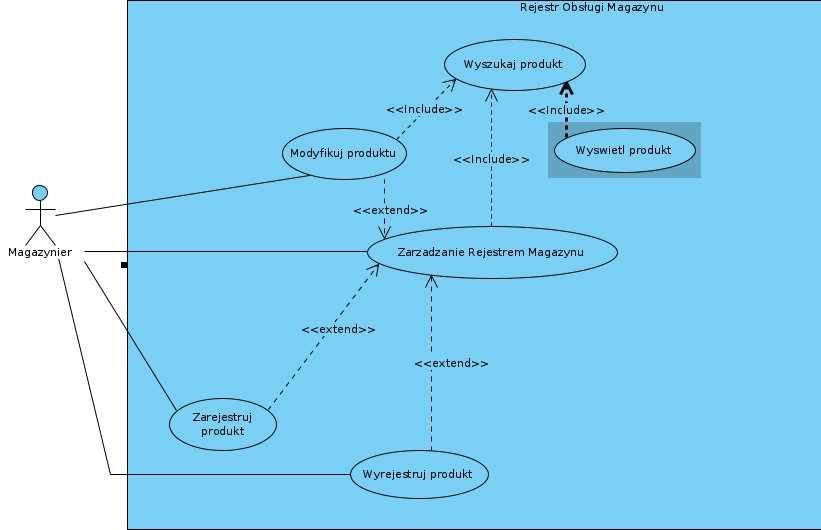 Rejestr Obsługi Magazynu
Wyszukaj produkt
<<Include>>
<<Include>>
Modyfikuj produktu
Wyswietl produkt
<<Include>>
<<extend>>
Magazynier
Zarzadzanie Rejestrem Magazynu
<<extend>>
<<extend>>
Zarejestruj
produkt
Wyrejestruj produkt